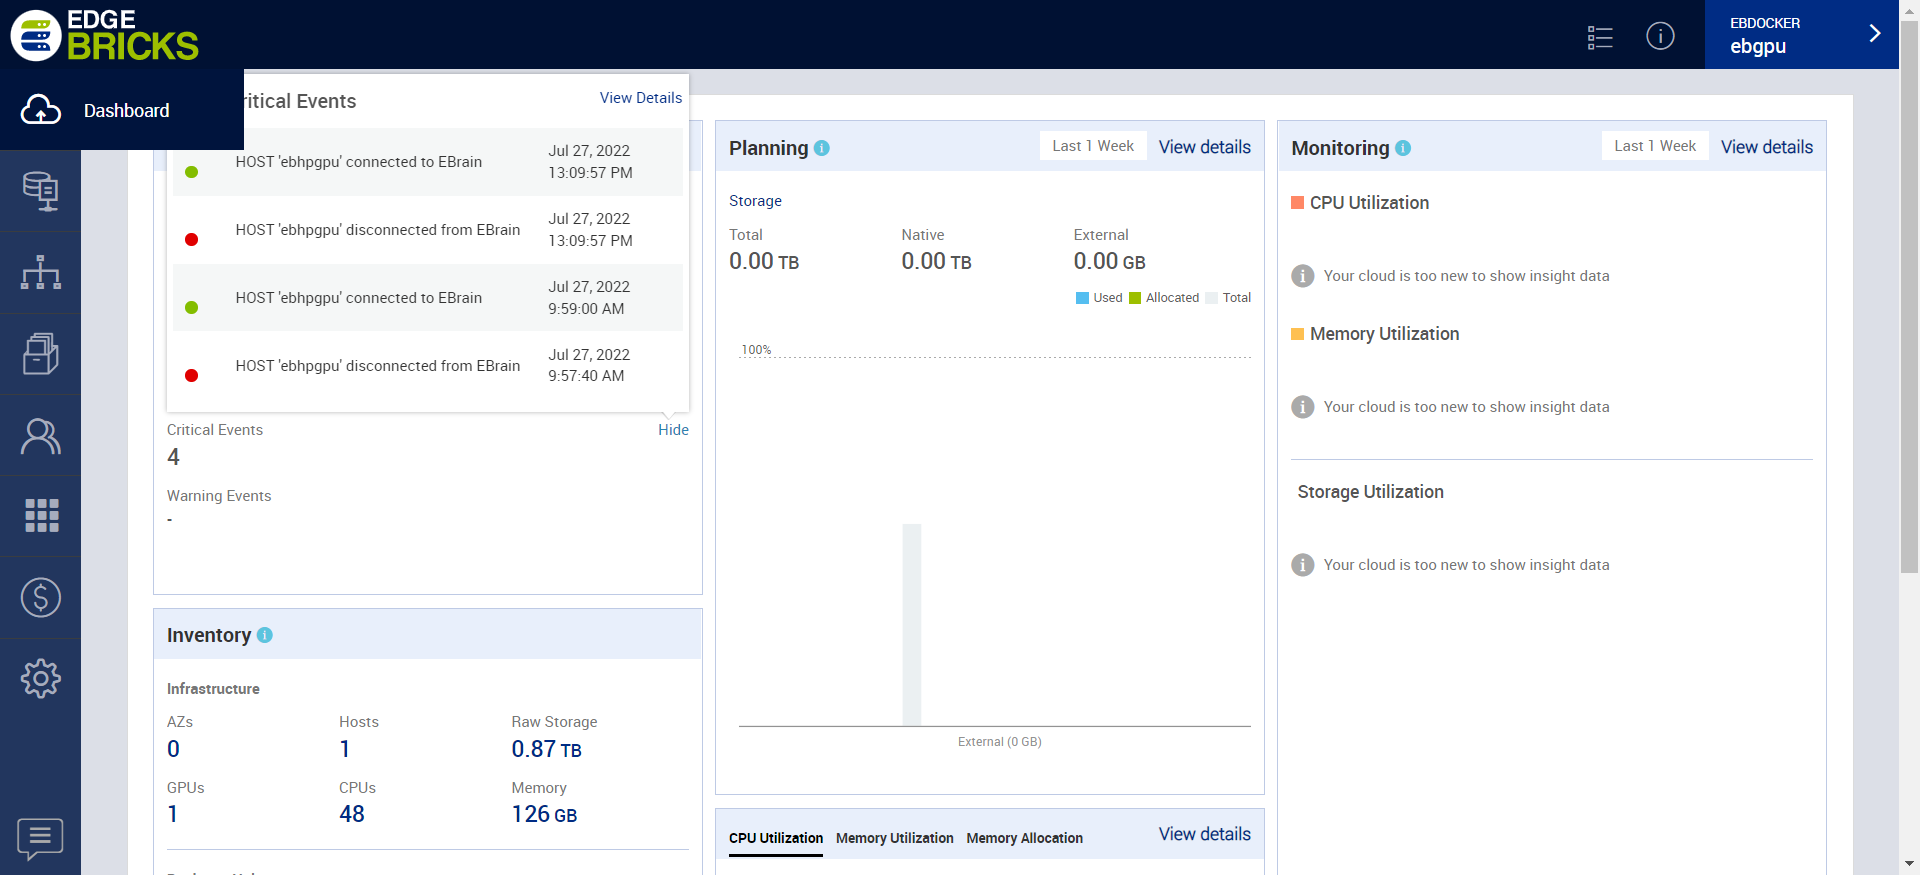 EDGE
BRICKS
EBDOCKER
ebgpu
Dashboard
ritical Events
View Details
HOST 'ebhpgpu' connected to EBrain
Jul 27, 2022
13:09:57 PM
HOST 'ebhpgpu' disconnected from EBrain
Jul 27, 2022
13:09:57 PM
HOST 'ebhpgpu' connected to EBrain
Jul 27, 2022
9:59:00 AM
HOST 'ebhpgpu' disconnected from EBrain
Jul 27, 2022
9:57:40 AM
Critical Events
Hide
4
Warning Events
-
Inventory
Infrastructure
AZs Hosts Raw Storage
0 1 0.87 TB
GPUs CPUs Memory
1 48 126 GB
Planning
Last 1 Week
View details
Storage
Total Native External
0.00 TB 0.00 TB 0.00 GB
Used Allocated Total
100%
External (0 GB)
CPU Utilization Memory Utilization Memory Allocation
View details
Monitoring
Last 1 Week
View details
CPU Utilization
Your cloud is too new to show insight data
Memory Utilization
Your cloud is too new to show insight data
Storage Utilization
Your cloud is too new to show insight data